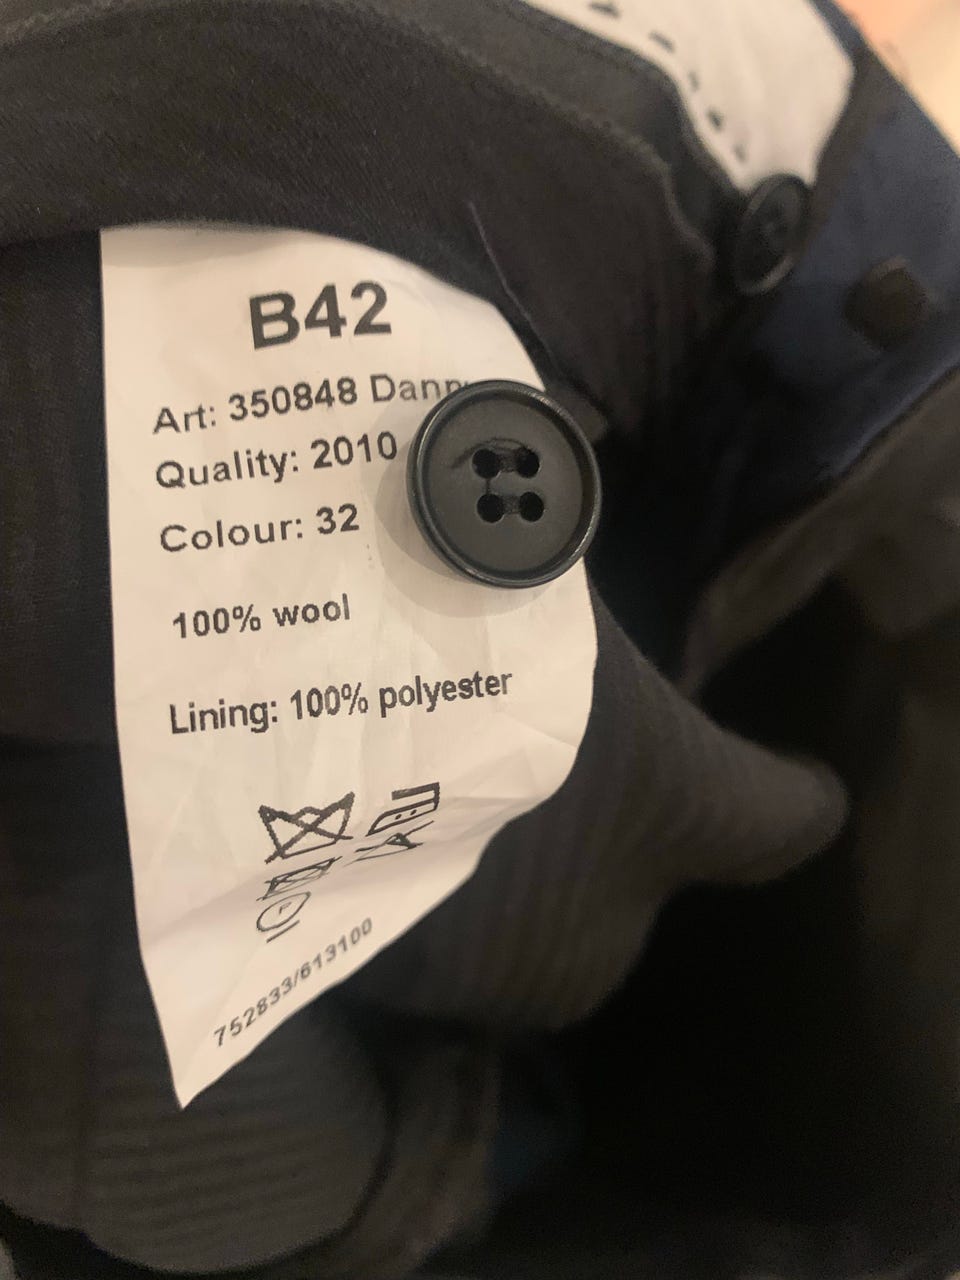 B42
Art: 350848
Quality: 2010
Colour: 32
100% wool
Lining: 100% polyester
P
752833/613100